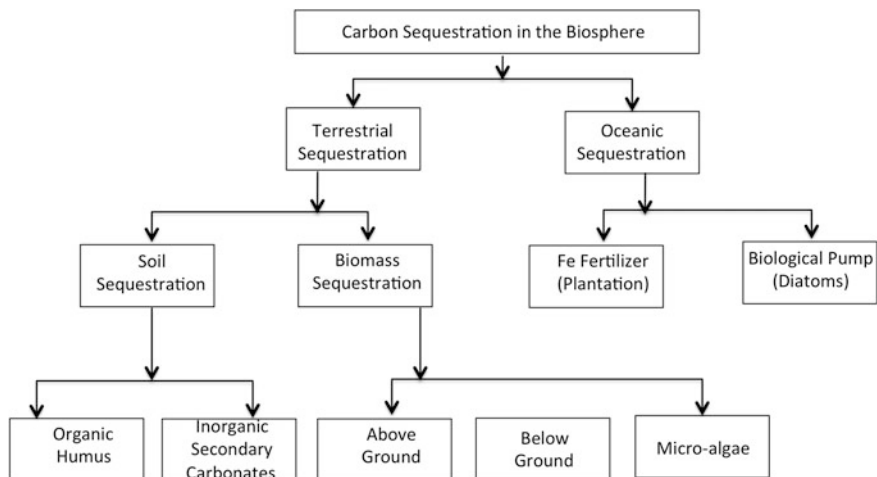 Carbon Sequestration in the Biosphere
Terrestrial
Sequestration
Oceanic
Sequestration
Soil
Sequestration
Biomass
Sequestration
Fe Fertilizer
(Plantation)
Biological Pump
(Diatoms)
Organic
Humus
Inorganic
Secondary
Carbonates
Above
Ground
Below
Ground
Micro-algae